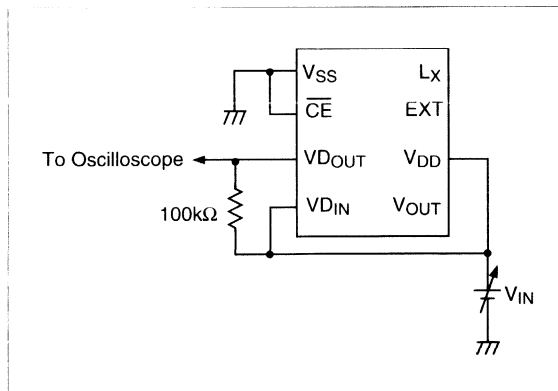 VSS LX
CE EXT
To Oscilloscope VDOUT VDD
100kΩ VDIN VOUT
VIN